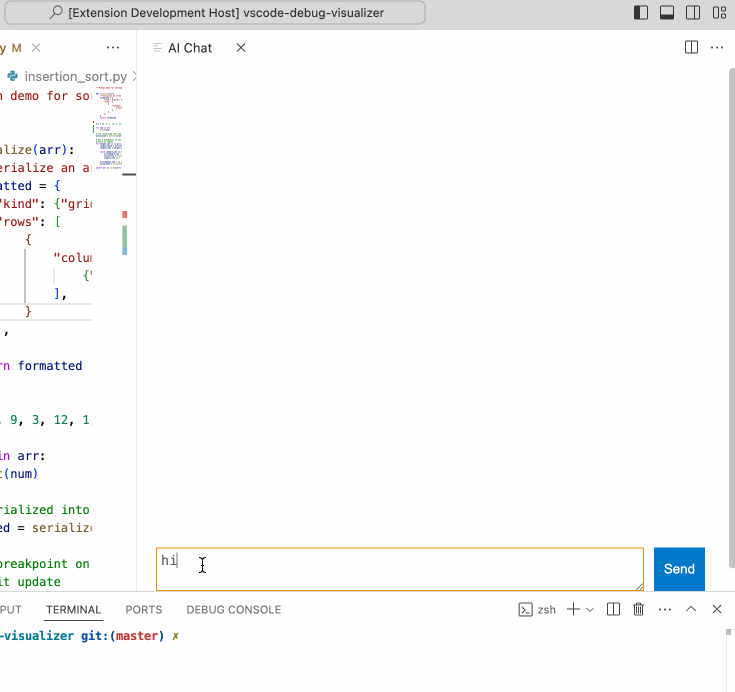 [Extension Development Host] vscode-debug-visualizer
y M
AI Chat
insertion_sort.py
demo for so
alize(arr):
erialize an a
atted = {
"kind": {"gri
"rows": [
{
"colu
{"
],
}
,
rn formatted
, 9, 3, 12, 1,
in arr:
t(num)
rialized into
ed = serializ
breakpoint on
it update
hi
Send
PUT TERMINAL PORTS DEBUG CONSOLE
zsh
-visualizer git:(master) ✗